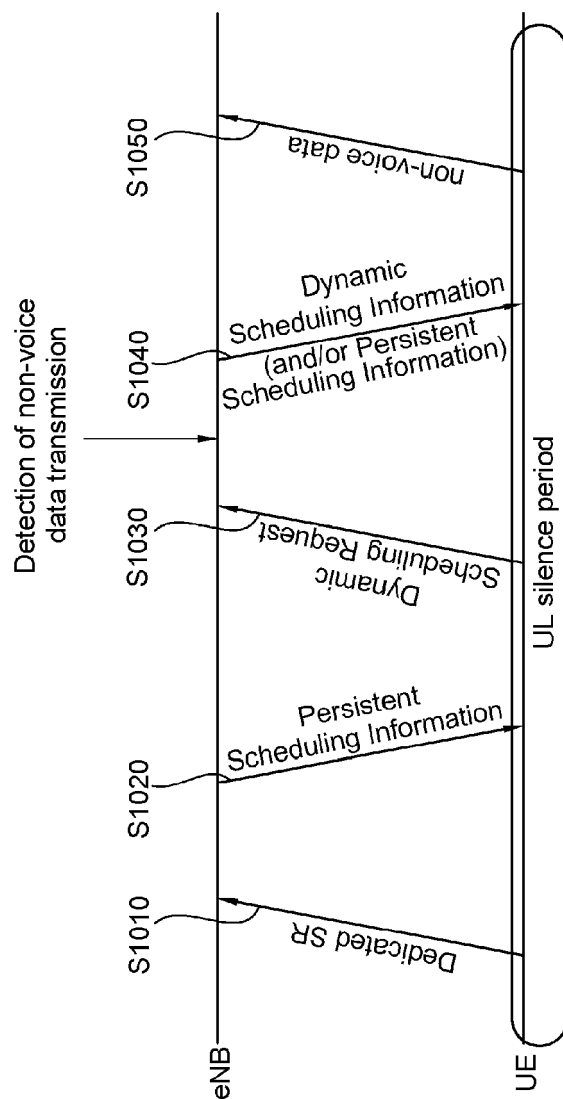 Detection of non-voice
data transmission
S1010
S1020
S1030
S1040
S1050
eNB
Dedicated SR
Persistent
Scheduling Information
Dynamic
Scheduling Request
Dynamic
Scheduling Information
(and/or Persistent
Scheduling Information)
non-voice data
UE
UL silence period